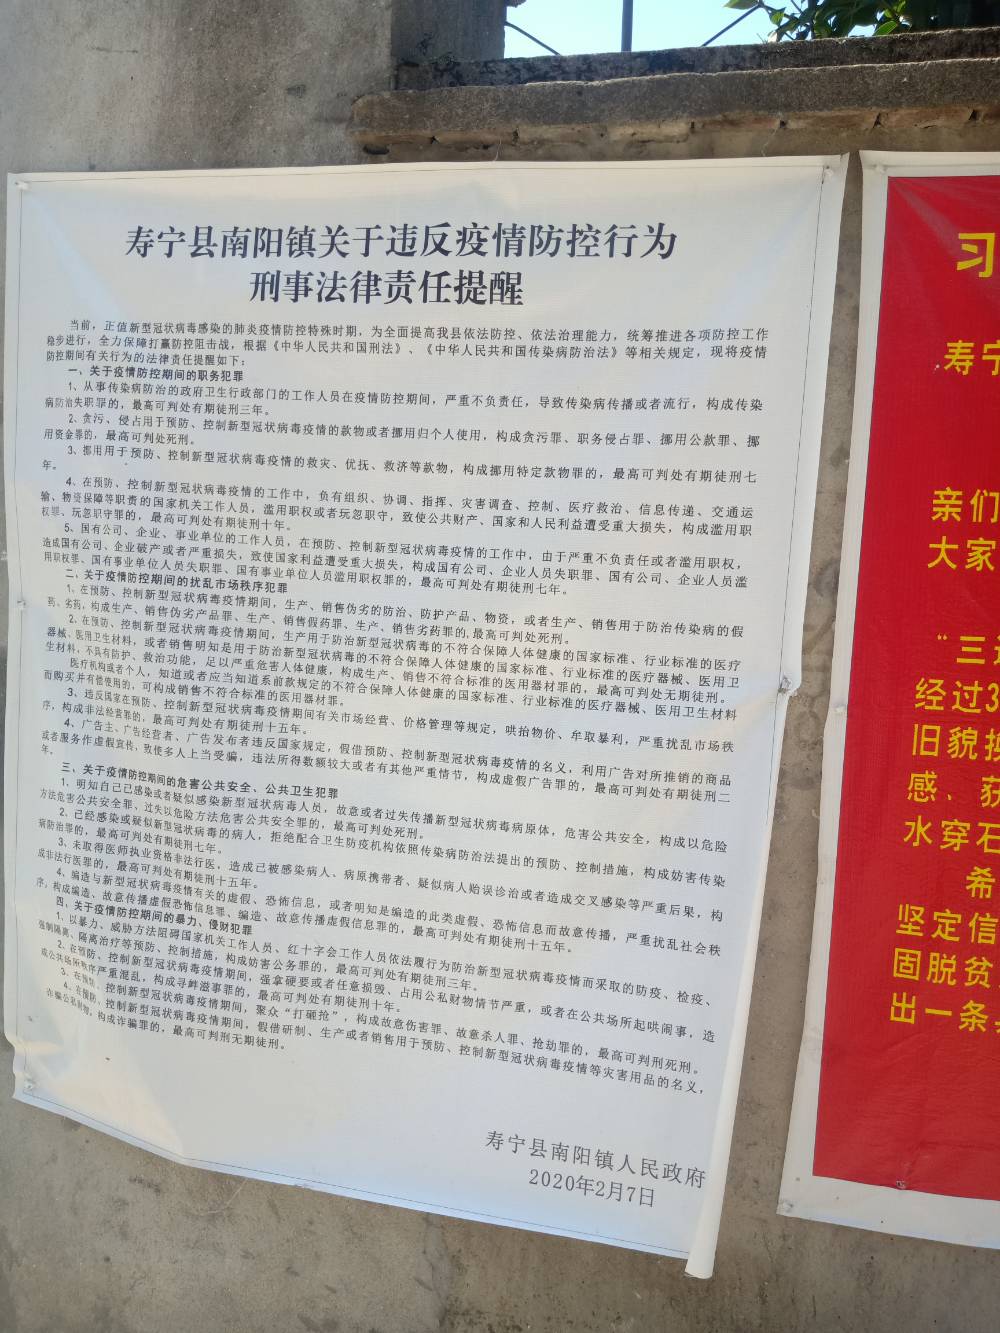 寿宁县南阳镇关于违反疫情防控行为
刑事法律责任提醒
当前，正值新型冠状病毒感染的肺炎疫情防控特殊时期，为全面提高我县依法防控、依法治理能力，统筹推进各项防控工作
稳步进行，全力保障打赢防控阻击战，根据《中华人民共和国刑法》、《中华人民共和国传染病防治法》等相关规定，现将疫情
防控期间有关行为的法律责任提醒如下：
一、关于疫情防控期间的职务犯罪
1、从事传染病防治的政府卫生行政部门的工作人员在疫情防控期间，严重不负责任，导致传染病传播或者流行，构成传染
病防治失职罪的，最高可判处有期徒刑三年。
2、贪污、侵占用于预防、控制新型冠状病毒疫情的款物或者挪用归个人使用，构成贪污罪、职务侵占罪、挪用公款罪、挪
用资金罪的，最高可判处死刑。
3、挪用用于预防、控制新型冠状病毒疫情的救灾、优抚、救济等款物，构成挪用特定款物罪的，最高可判处有期徒刑七
年。
4、在预防、控制新型冠状病毒疫情的工作中，负有组织、协调、指挥、灾害调查、控制、医疗救治、信息传递、交通运
输、物资保障等职责的国家机关工作人员，滥用职权或者玩忽职守，致使公共财产、国家和人民利益遭受重大损失，构成滥用职
权罪、玩忽职守罪的，最高可判处有期徒刑十年。
5、国有公司、企业、事业单位的工作人员，在预防、控制新型冠状病毒疫情的工作中，由于严重不负责任或者滥用职权，
造成国有公司、企业破产或者严重损失，致使国家利益遭受重大损失，构成国有公司、企业人员失职罪、国有公司、企业人员滥
用职权罪、国有事业单位人员失职罪、国有事业单位人员滥用职权罪的，最高可判处有期徒刑七年。
二、关于疫情防控期间的扰乱市场秩序犯罪
1、在预防、控制新型冠状病毒疫情期间，生产、销售伪劣的防治、防护产品、物资，或者生产、销售用于防治传染病的假
药、劣药，构成生产、销售伪劣产品罪、生产、销售假药罪、生产、销售劣药罪的，最高可判处死刑。
2、在预防、控制新型冠状病毒疫情期间，生产用于防治新型冠状病毒的不符合保障人体健康的国家标准、行业标准的医疗
器械、医用卫生材料，或者销售明知是用于防治新型冠状病毒的不符合保障人体健康的国家标准、行业标准的医疗器械、医用卫
生材料，不具有防护、救治功能，足以严重危害人体健康，构成生产、销售不符合标准的医用器材罪的，最高可判处无期徒刑。
医疗机构或者个人，知道或者应当知道系前款规定的不符合保障人体健康的国家标准、行业标准的医疗器械、医用卫生材料
而购买并有偿使用的，可构成销售不符合标准的医用器材罪。
3、违反国家在预防、控制新型冠状病毒疫情期间有关市场经营、价格管理等规定，哄抬物价、牟取暴利，严重扰乱市场秩
序，构成非法经营罪的，最高可判处有期徒刑十五年。
4、广告主、广告经营者、广告发布者违反国家规定，假借预防、控制新型冠状病毒疫情的名义，利用广告对所推销的商品
或者服务作虚假宣传，致使多人上当受骗，违法所得数额较大或者有其他严重情节，构成虚假广告罪的，最高可判处有期徒刑二
年。
三、关于疫情防控期间的危害公共安全、公共卫生犯罪
1、明知自己已感染或者疑似感染新型冠状病毒人员，故意或者过失传播新型冠状病毒病原体，危害公共安全，构成以危险
方法危害公共安全罪、过失以危险方法危害公共安全罪的，最高可判处死刑。
2、已经感染或疑似新型冠状病毒的病人，拒绝配合卫生防疫机构依照传染病防治法提出的预防、控制措施，构成妨害传染
病防治罪的，最高可判处有期徒刑七年。
3、未取得医师执业资格非法行医，造成已被感染病人、病原携带者、疑似病人贻误诊治或者造成交叉感染等严重后果，构
成非法行医罪的，最高可判处有期徒刑十五年。
4、编造与新型冠状病毒疫情有关的虚假、恐怖信息，或者明知是编造的此类虚假、恐怖信息而故意传播，严重扰乱社会秩
序，构成编造、故意传播虚假恐怖信息罪、编造、故意传播虚假信息罪的，最高可判处有期徒刑十五年。
四、关于疫情防控期间的暴力、侵财犯罪
1、以暴力、威胁方法阻碍国家机关工作人员、红十字会工作人员依法履行为防治新型冠状病毒疫情而采取的防疫、检疫、
强制隔离、隔离治疗等预防、控制措施，构成妨害公务罪的，最高可判处有期徒刑三年。
2、在预防、控制新型冠状病毒疫情期间，强拿硬要或者任意损毁、占用公私财物情节严重，或者在公共场所起哄闹事，造
成公共场所秩序严重混乱，构成寻衅滋事罪的，最高可判处有期徒刑十年。
3、在预防、控制新型冠状病毒疫情期间，聚众“打砸抢”，构成故意伤害罪、故意杀人罪、抢劫罪的，最高可判刑死刑。
4、在预防、控制新型冠状病毒疫情期间，假借研制、生产或者销售用于预防、控制新型冠状病毒疫情等灾害用品的名义，
诈骗公私财物，构成诈骗罪的，最高可判刑无期徒刑。
寿宁县南阳镇人民政府
2020年2月7日
习
寿宁
亲们
大家
“三
经过3
旧貌换
感、获
水穿石
希
坚定信
固脱贫
出一条